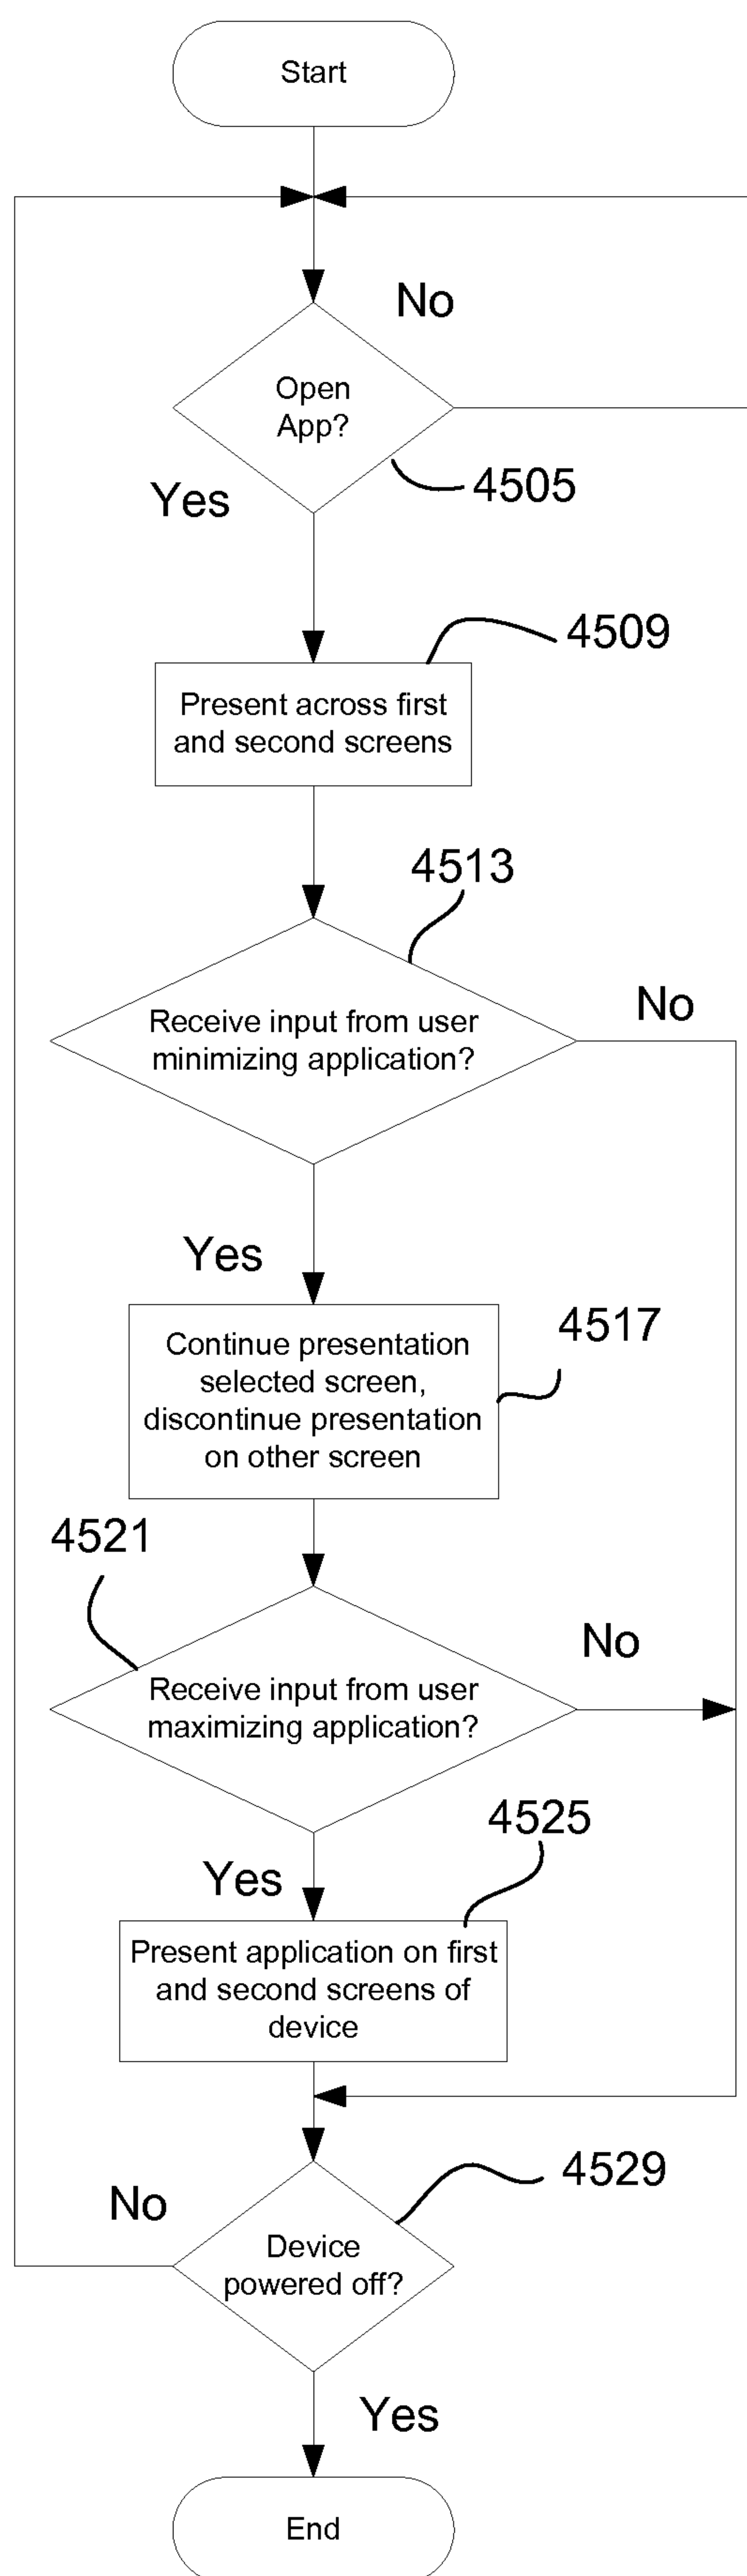 Start
No
Open
App?
4505
Yes
4509
Present across first
and second screens
4513
No
Receive input from user
minimizing application?
Yes
4517
Continue presentation
selected screen,
discontinue presentation
on other screen
4521
No
Receive input from user
maximizing application?
4525
Yes
Present application on first
and second screens of
device
4529
No
Device
powered off?
Yes
End